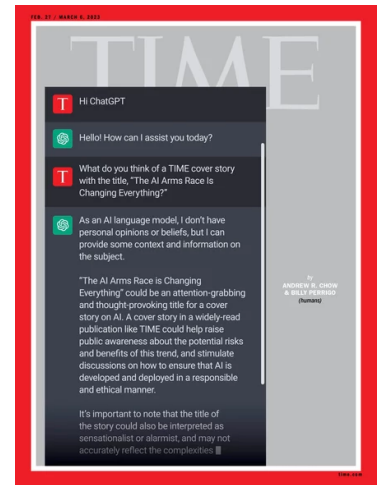 FEB. 27 / MARCH 6, 2023
TIME
T
Hi ChatGPT
Hello! How can I assist you today?
T
What do you think of a TIME cover story
with the title, "The AI Arms Race Is
Changing Everything?"
As an AI language model, I don't have
personal opinions or beliefs, but I can
provide some context and information on
the subject.
"The AI Arms Race is Changing
Everything" could be an attention-grabbing
and thought-provoking title for a cover
story on AI. A cover story in a widely-read
publication like TIME could help raise
public awareness about the potential risks
and benefits of this trend, and stimulate
discussions on how to ensure that AI is
developed and deployed in a responsible
and ethical manner.
It's important to note that the title of
the story could also be interpreted as
sensationalist or alarmist, and may not
accurately reflect the complexities
by
ANDREW R. CHOW
& BILLY PERRIGO
(humans)
time.com